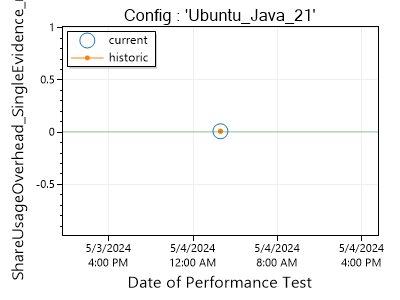 Config : 'Ubuntu_Java_21'
current
historic
1
0.5
0
-0.5
ShareUsageOverhead_SingleEvidence_
5/3/2024 5/4/2024 5/4/2024 5/4/2024
4:00 PM 12:00 AM 8:00 AM 4:00 PM
Date of Performance Test